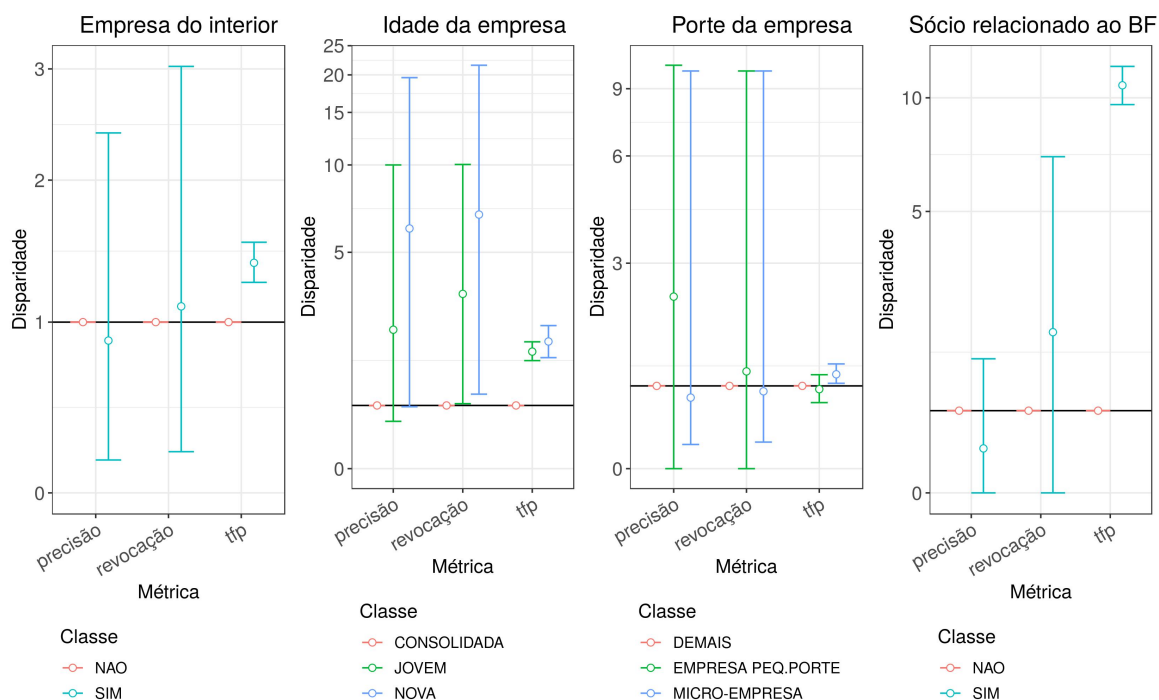 Empresa do interior
Disparidade
3
2
1
0
precisão
revocação
tfp
Métrica
Classe
NAO
SIM
Idade da empresa
Disparidade
25
20
15
10
5
0
precisão
revocação
tfp
Métrica
Classe
CONSOLIDADA
JOVEM
NOVA
Porte da empresa
Disparidade
9
6
3
0
precisão
revocação
tfp
Métrica
Classe
DEMAIS
EMPRESA PEQ.PORTE
MICRO-EMPRESA
Sócio relacionado ao BF
Disparidade
10
5
0
precisão
revocação
tfp
Métrica
Classe
NAO
SIM